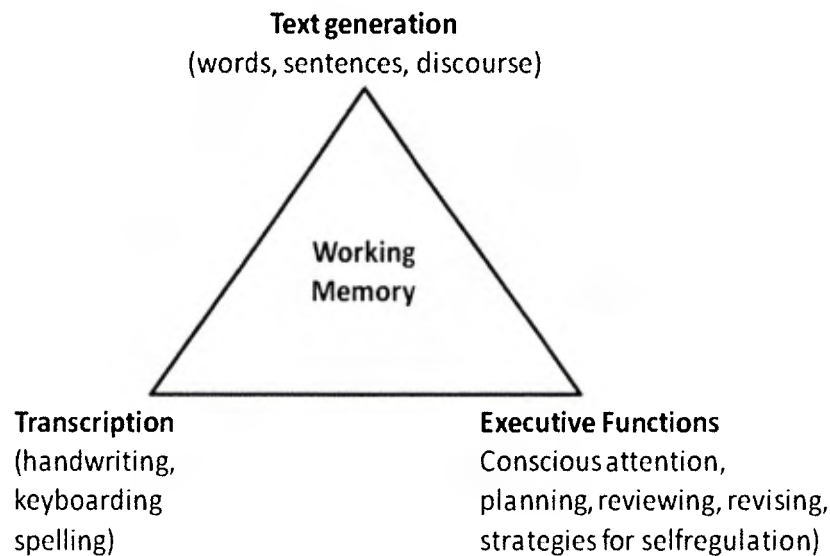 Text generation
(words, sentences, discourse)
Working
Memory
Transcription
(handwriting,
keyboarding
spelling)
Executive Functions
Conscious attention,
planning, reviewing, revising,
strategies for selfregulation)